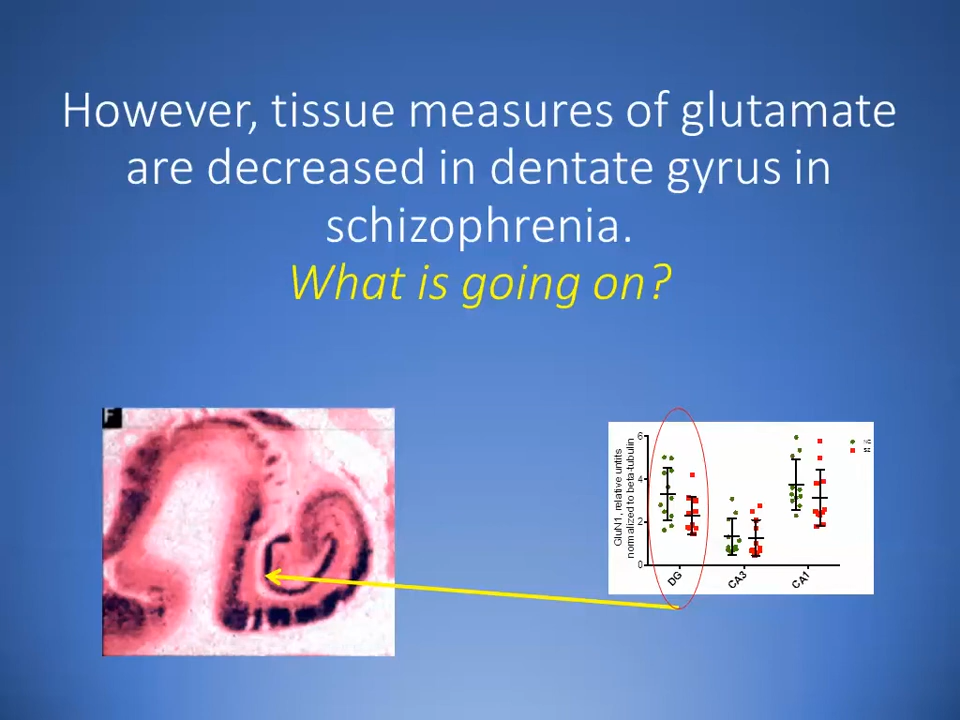 However, tissue measures of glutamate
are decreased in dentate gyrus in
schizophrenia.
What is going on?
F
GluN1, relative untits
normalized to beta-tubulin
6
4
2
0
DG
CA3
CA1